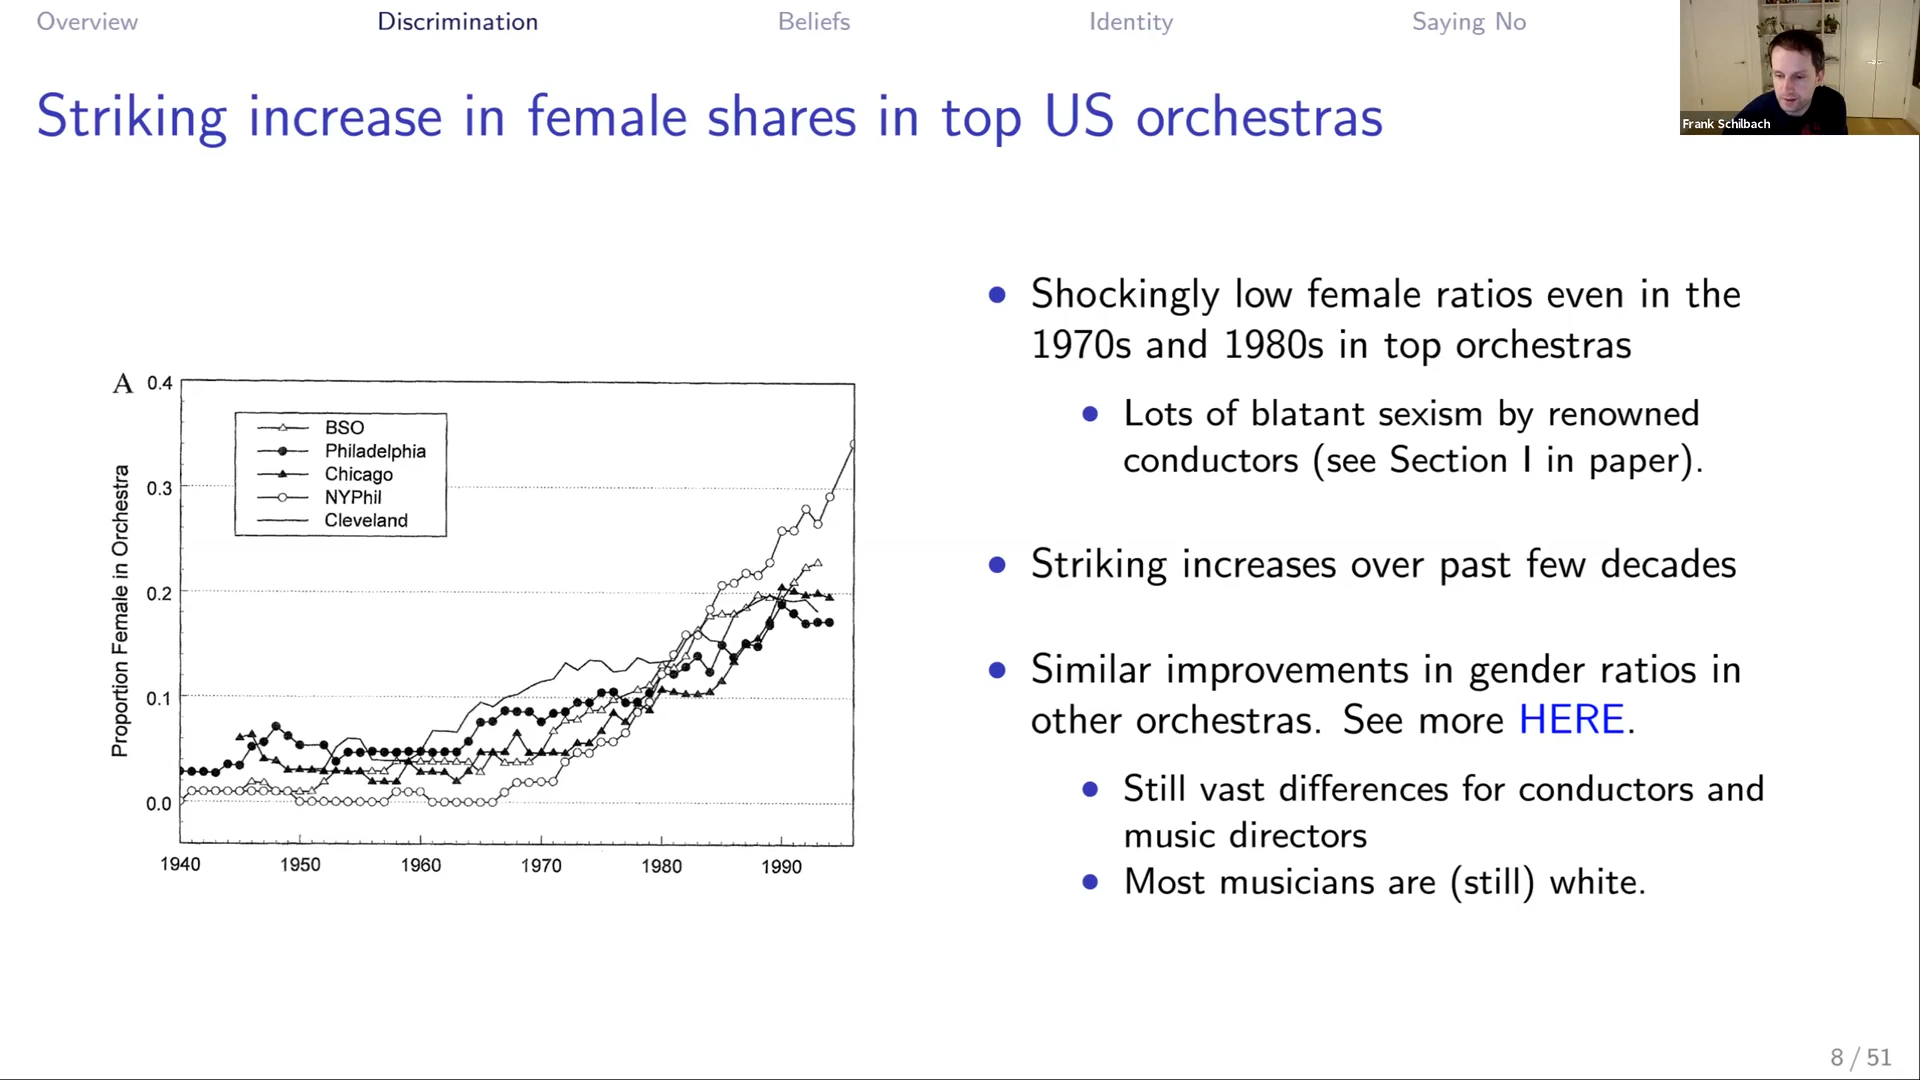 Overview
Discrimination
Beliefs
Identity
Saying No
Frank Schilbach
Striking increase in female shares in top US orchestras
A
0.4
0.3
0.2
0.1
0.0
Proportion Female in Orchestra
BSO
Philadelphia
Chicago
NYPhil
Cleveland
1940
1950
1960
1970
1980
1990
Shockingly low female ratios even in the
1970s and 1980s in top orchestras
Lots of blatant sexism by renowned
conductors (see Section I in paper).
Striking increases over past few decades
Similar improvements in gender ratios in
other orchestras. See more HERE.
Still vast differences for conductors and
music directors
Most musicians are (still) white.
8 / 51